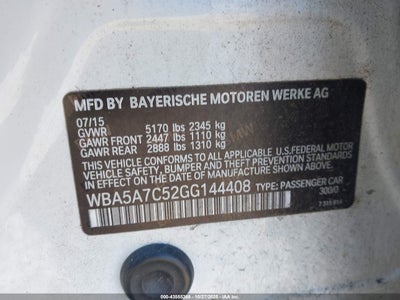 MFD BY BAYERISCHE MOTOREN WERKE AG
07/15
GVWR 5170 lbs 2345 kg
GAWR FRONT 2447 lbs 1110 kg
GAWR REAR 2888 lbs 1310 kg
THIS VEHICLE CONFORMS TO ALL APPLICABLE U.S. FEDERAL MOTOR
VEHICLE SAFETY, BUMPER, AND THEFT PREVENTION STANDARDS IN
EFFECT ON THE DATE OF MANUFACTURE SHOWN ABOVE.
WBA5A7C52GG144408 TYPE: PASSENGER CAR
300/0